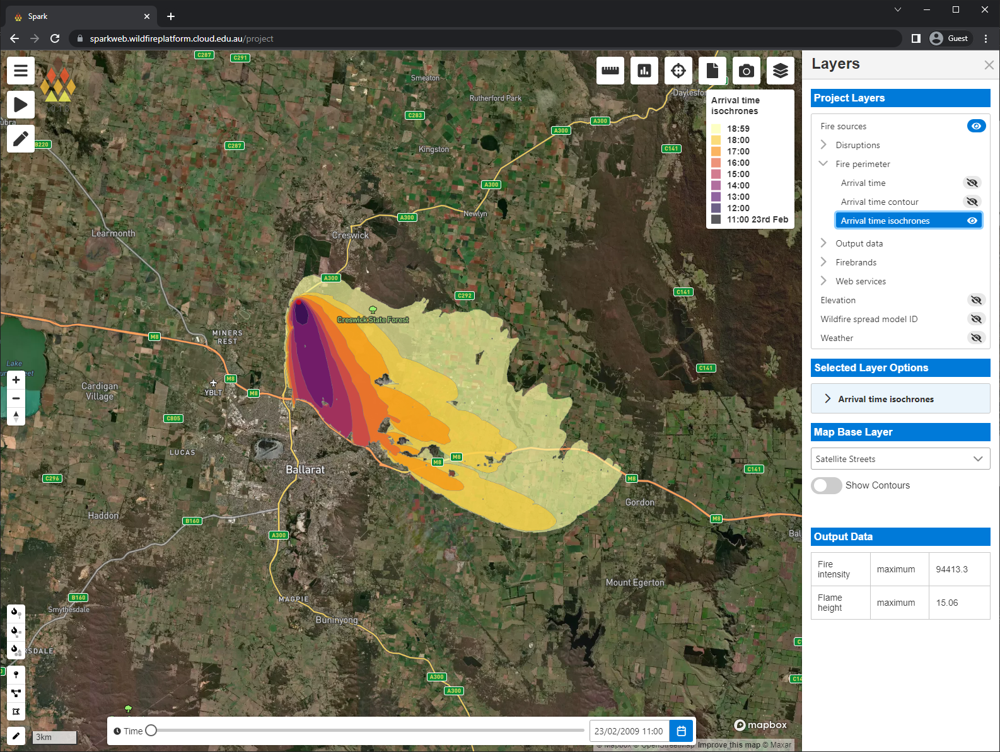 Spark
sparkweb.wildfireplatform.cloud.edu.au/project
Guest
C287
C291
Smeaton
Rutherford Park
C283
A300
A300
B220
C287
Kingston
C141
A300
Learmonth
A300
Newlyn
Creswick
A300
C292
C141
Creswick State Forest
MINERS
REST
M8
Lake
C141
M8
Cardigan
Village
YBLT
M8
C805
LUCAS
M8
M8
Ballarat
C141
C296
M8
Gordon
Haddon
B160
M8
A300
Mount Egerton
B160
MAGPIE
Smythesdale
Buninyong
A300
A300
3km
Time
23/02/2009 11:00
mapbox
© Mapbox © OpenStreetMap Improve this map © Maxar
Arrival time
isochrones
18:59
18:00
17:00
16:00
15:00
14:00
13:00
12:00
11:00 23rd Feb
Layers
Project Layers
Fire sources
Disruptions
Fire perimeter
Arrival time
Arrival time contour
Arrival time isochrones
Output data
Firebrands
Web services
Elevation
Wildfire spread model ID
Weather
Selected Layer Options
Arrival time isochrones
Map Base Layer
Satellite Streets
Show Contours
Output Data
Fire intensity maximum 94413.3
Flame height maximum 15.06